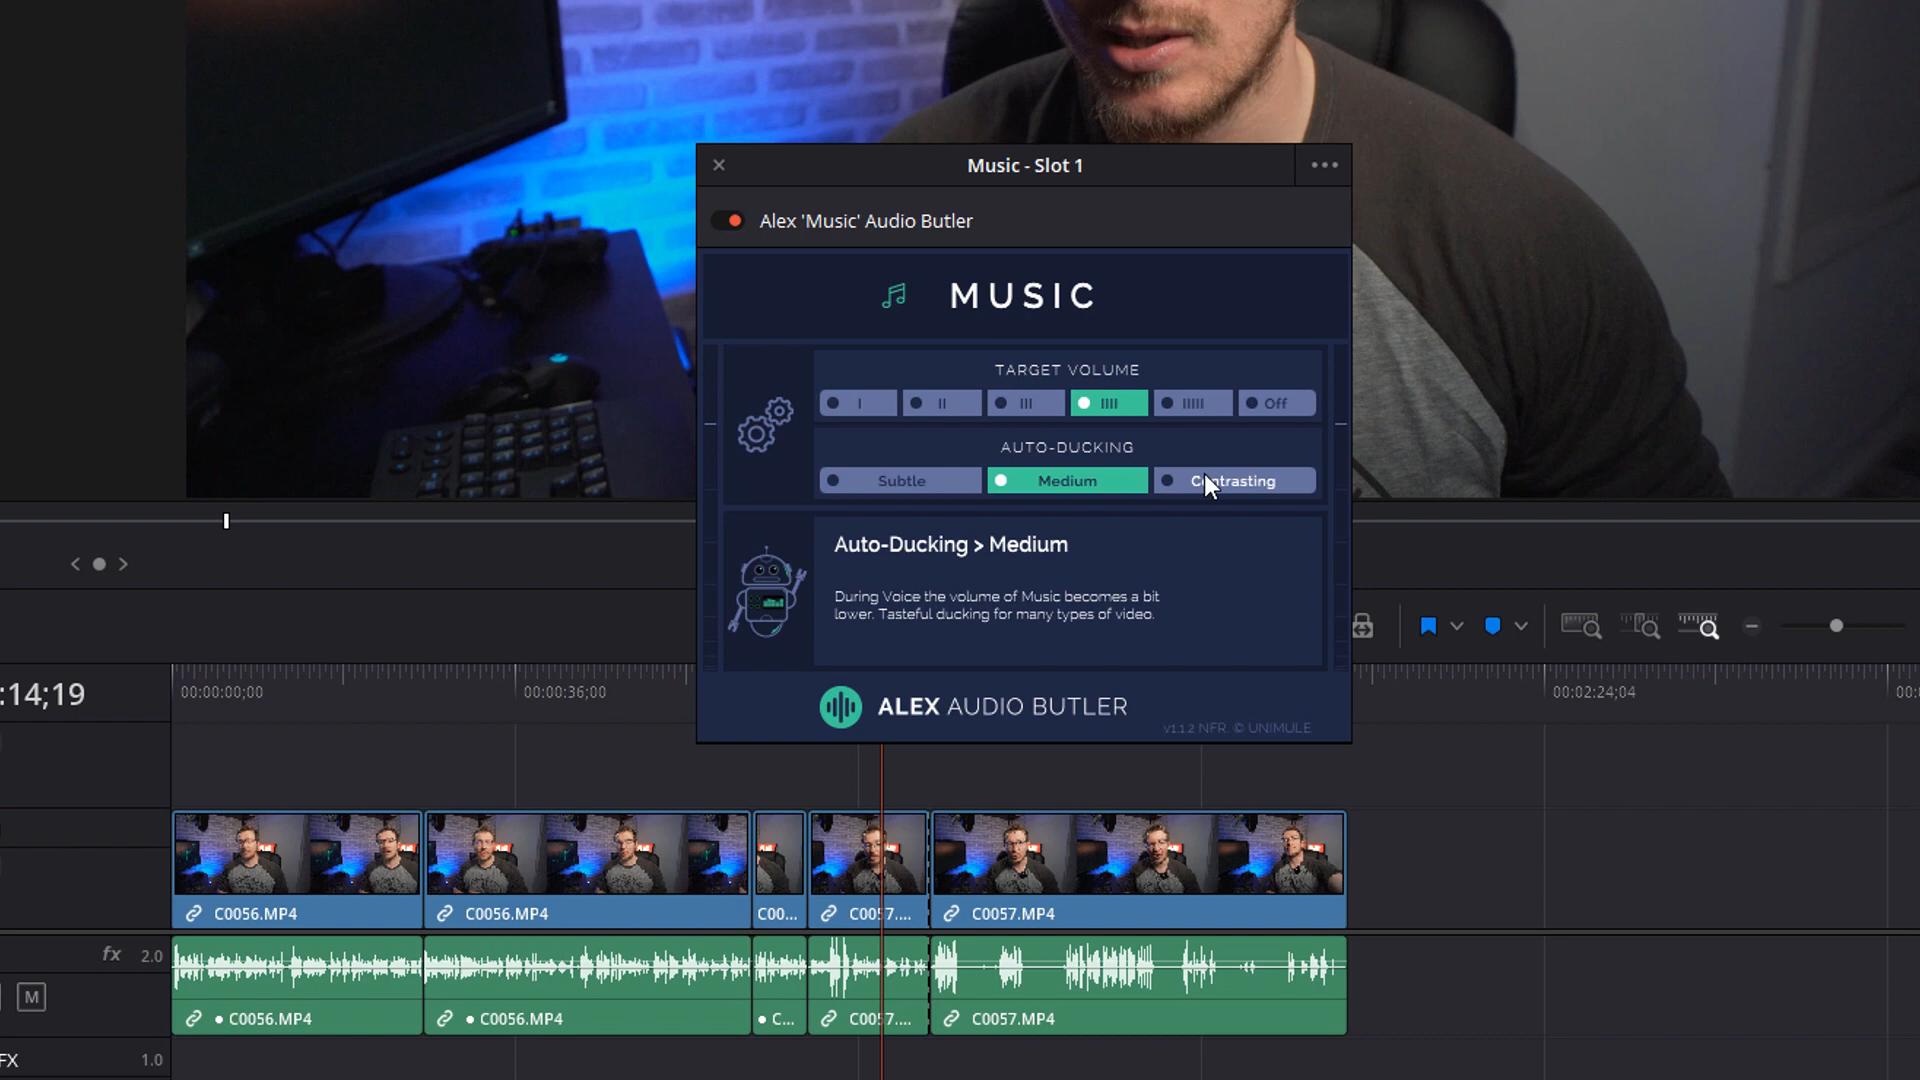 Music - Slot 1
Alex 'Music' Audio Butler
MUSIC
TARGET VOLUME
I II III IIII IIIII Off
AUTO-DUCKING
Subtle Medium Contrasting
Auto-Ducking > Medium
During Voice the volume of Music becomes a bit
lower. Tasteful ducking for many types of video.
ALEX AUDIO BUTLER
v1.1.2 NFR. © UNIMULE
:14;19
00:00:00;00 00:00:36;00 00:02:24;04 00:
C0056.MP4 C0056.MP4 C00... C0057.... C0057.MP4
fx 2.0
M
C0056.MP4 C0056.MP4 C... C0057.... C0057.MP4
FX 1.0